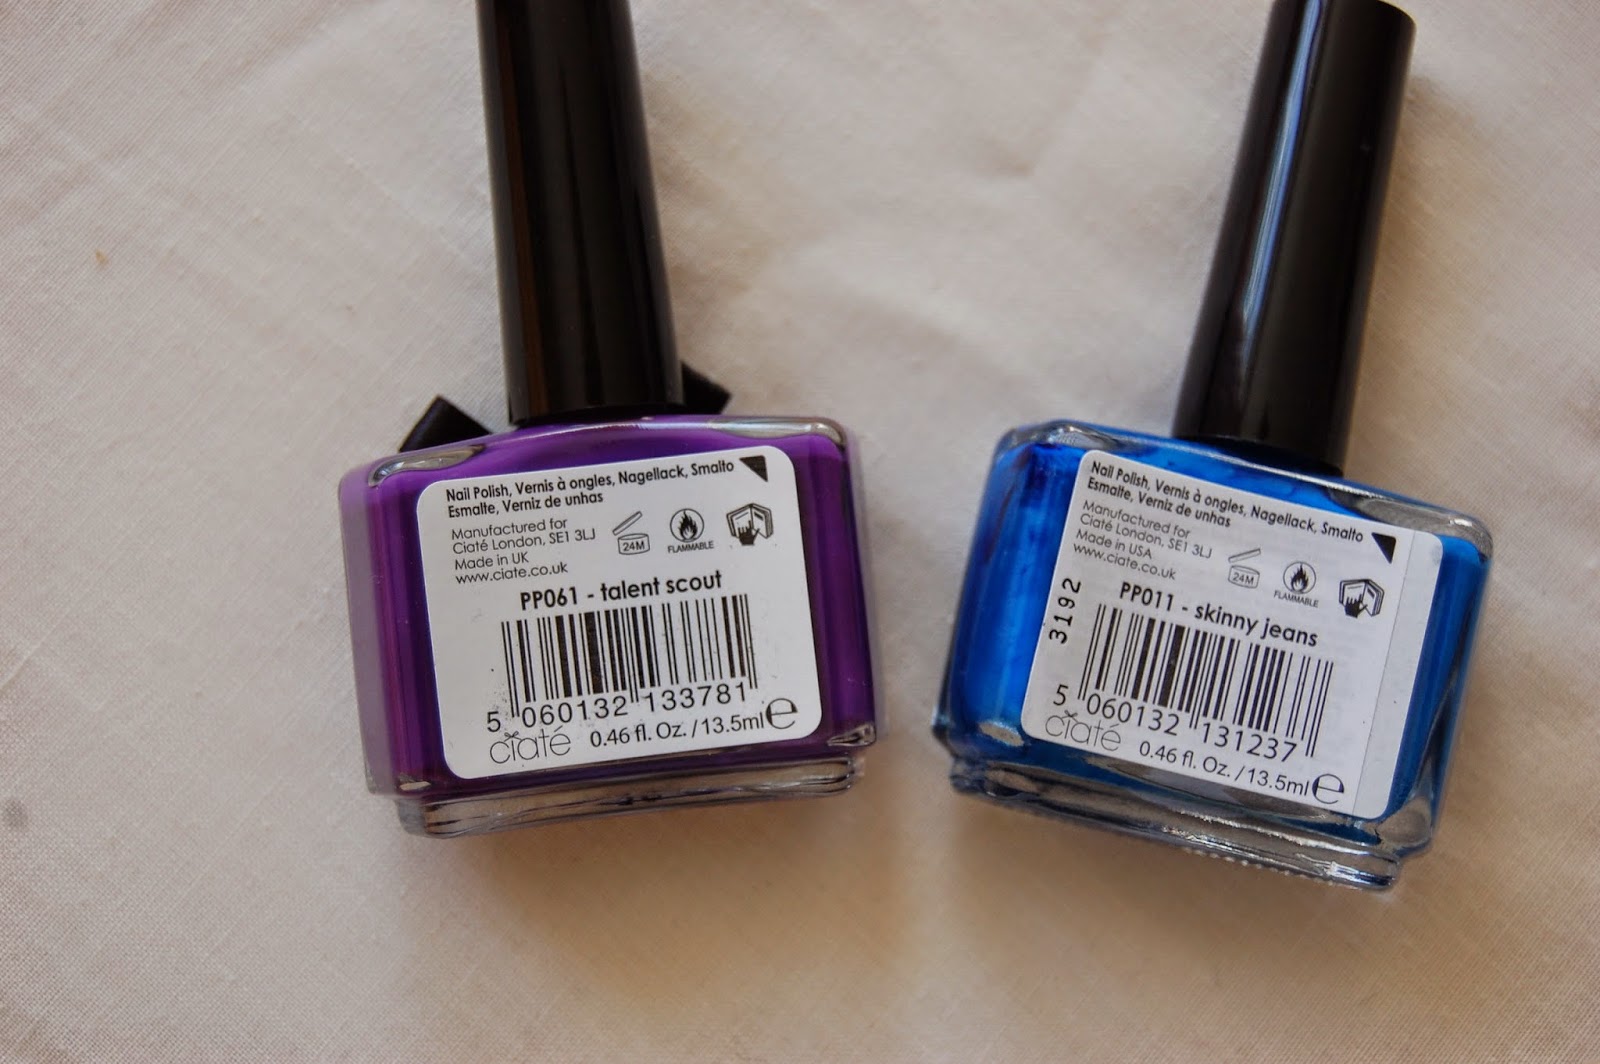 Nail Polish, Vernis à ongles, Nagellack, Smalto
Esmalte, Verniz de unhas
Manufactured for
Ciaté London, SE1 3LJ
Made in UK
www.ciate.co.uk
24M
FLAMMABLE
PP061 - talent scout
5 060132 133781
ciaté 0.46 fl. Oz. /13.5ml e
Nail Polish, Vernis à ongles, Nagellack, Smalto
Esmalte, Verniz de unhas
Manufactured for
Ciaté London, SE1 3LJ
Made in USA
www.ciate.co.uk
24M
FLAMMABLE
3192
PP011 - skinny jeans
5 060132 131237
ciaté 0.46 fl. Oz. /13.5ml e